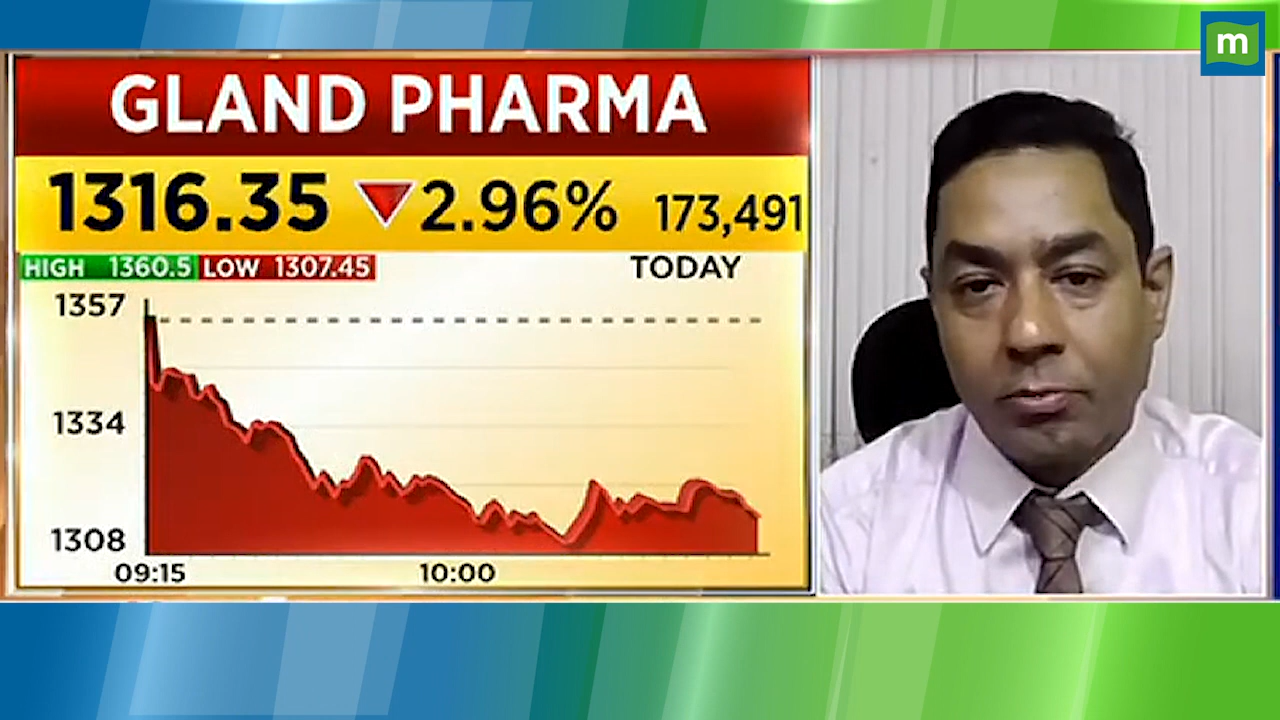 m
GLAND PHARMA
1316.35 ▼ 2.96% 173,491
HIGH 1360.5 LOW 1307.45 TODAY
1357
1334
1308
09:15 10:00